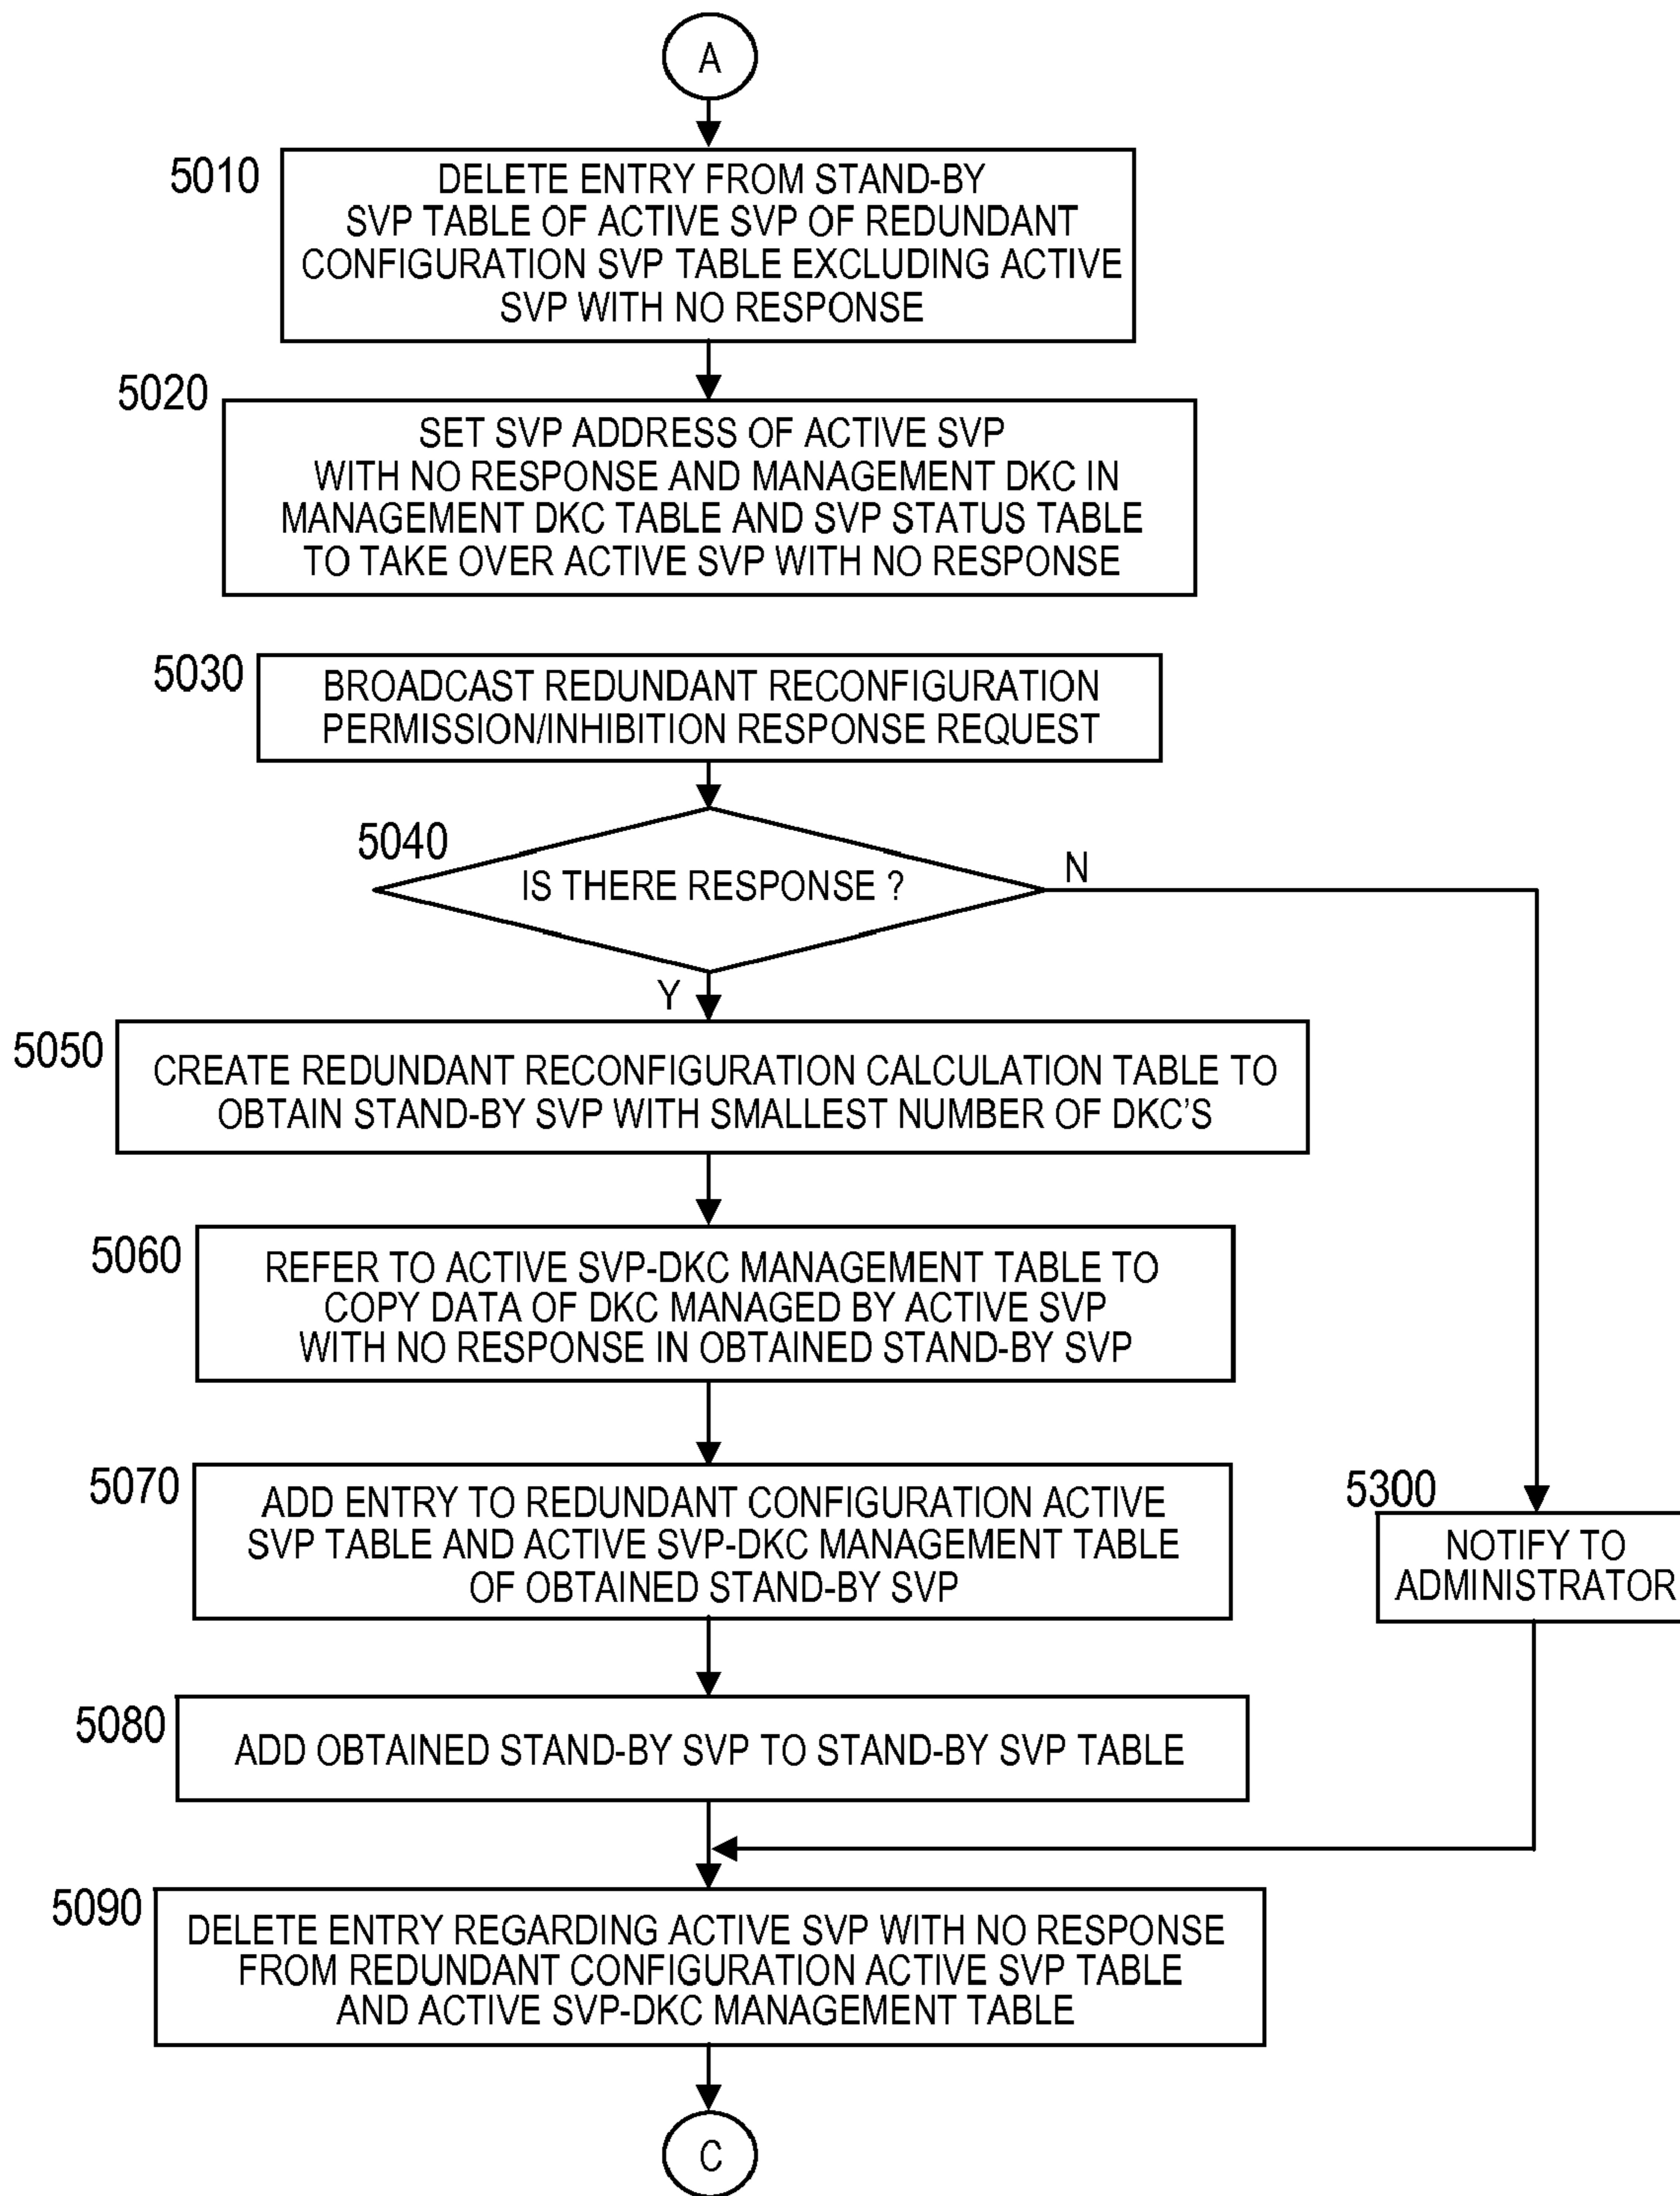 A
5010
DELETE ENTRY FROM STAND-BY
SVP TABLE OF ACTIVE SVP OF REDUNDANT
CONFIGURATION SVP TABLE EXCLUDING ACTIVE
SVP WITH NO RESPONSE
5020
SET SVP ADDRESS OF ACTIVE SVP
WITH NO RESPONSE AND MANAGEMENT DKC IN
MANAGEMENT DKC TABLE AND SVP STATUS TABLE
TO TAKE OVER ACTIVE SVP WITH NO RESPONSE
5030
BROADCAST REDUNDANT RECONFIGURATION
PERMISSION/INHIBITION RESPONSE REQUEST
5040
IS THERE RESPONSE ?
N
Y
5050
CREATE REDUNDANT RECONFIGURATION CALCULATION TABLE TO
OBTAIN STAND-BY SVP WITH SMALLEST NUMBER OF DKC'S
5060
REFER TO ACTIVE SVP-DKC MANAGEMENT TABLE TO
COPY DATA OF DKC MANAGED BY ACTIVE SVP
WITH NO RESPONSE IN OBTAINED STAND-BY SVP
5070
ADD ENTRY TO REDUNDANT CONFIGURATION ACTIVE
SVP TABLE AND ACTIVE SVP-DKC MANAGEMENT TABLE
OF OBTAINED STAND-BY SVP
5300
NOTIFY TO
ADMINISTRATOR
5080
ADD OBTAINED STAND-BY SVP TO STAND-BY SVP TABLE
5090
DELETE ENTRY REGARDING ACTIVE SVP WITH NO RESPONSE
FROM REDUNDANT CONFIGURATION ACTIVE SVP TABLE
AND ACTIVE SVP-DKC MANAGEMENT TABLE
C